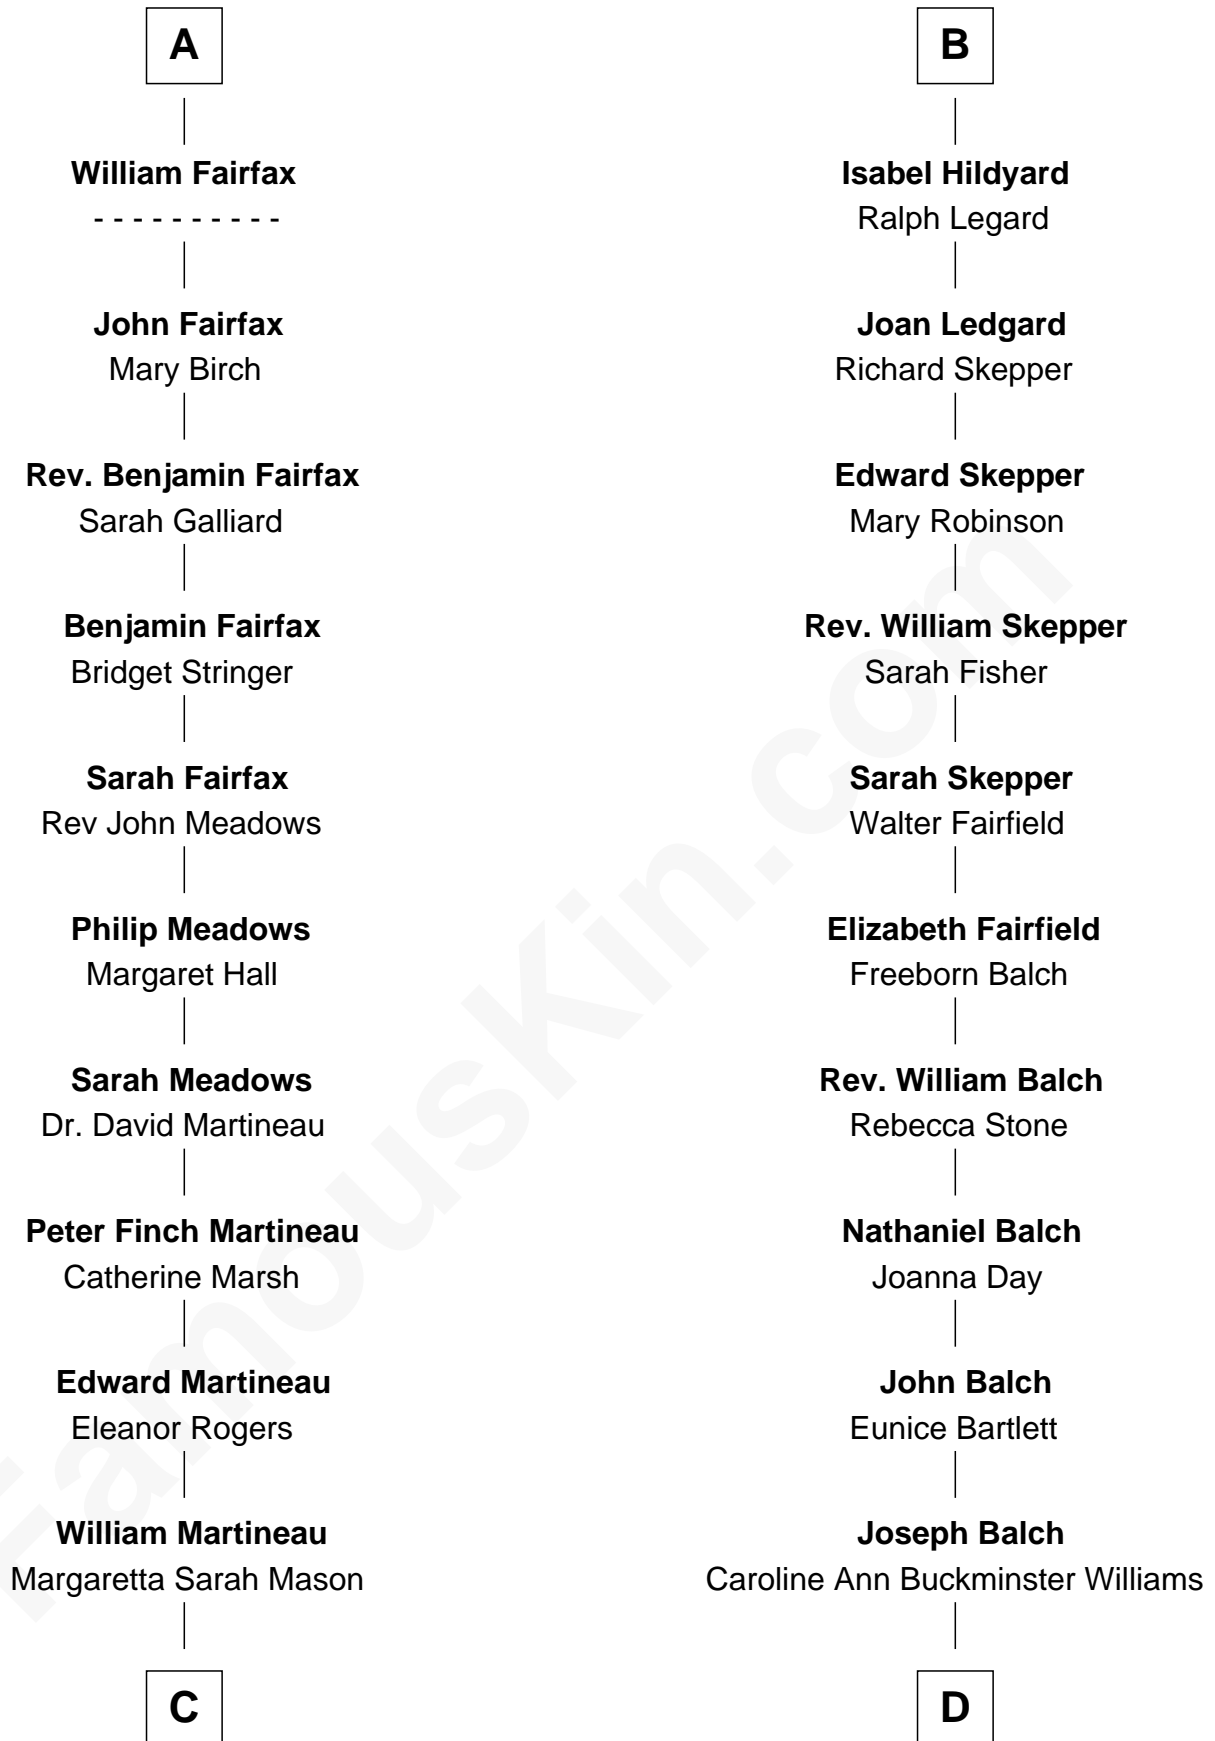 A
William Fairfax
- - - - - - - - - -
John Fairfax
Mary Birch
Rev. Benjamin Fairfax
Sarah Galliard
Benjamin Fairfax
Bridget Stringer
Sarah Fairfax
Rev John Meadows
Philip Meadows
Margaret Hall
Sarah Meadows
Dr. David Martineau
Peter Finch Martineau
Catherine Marsh
Edward Martineau
Eleanor Rogers
William Martineau
Margaretta Sarah Mason
C
B
Isabel Hildyard
Ralph Legard
Joan Ledgard
Richard Skepper
Edward Skepper
Mary Robinson
Rev. William Skepper
Sarah Fisher
Sarah Skepper
Walter Fairfield
Elizabeth Fairfield
Freeborn Balch
Rev. William Balch
Rebecca Stone
Nathaniel Balch
Joanna Day
John Balch
Eunice Bartlett
Joseph Balch
Caroline Ann Buckminster Williams
D
FamousKin.com